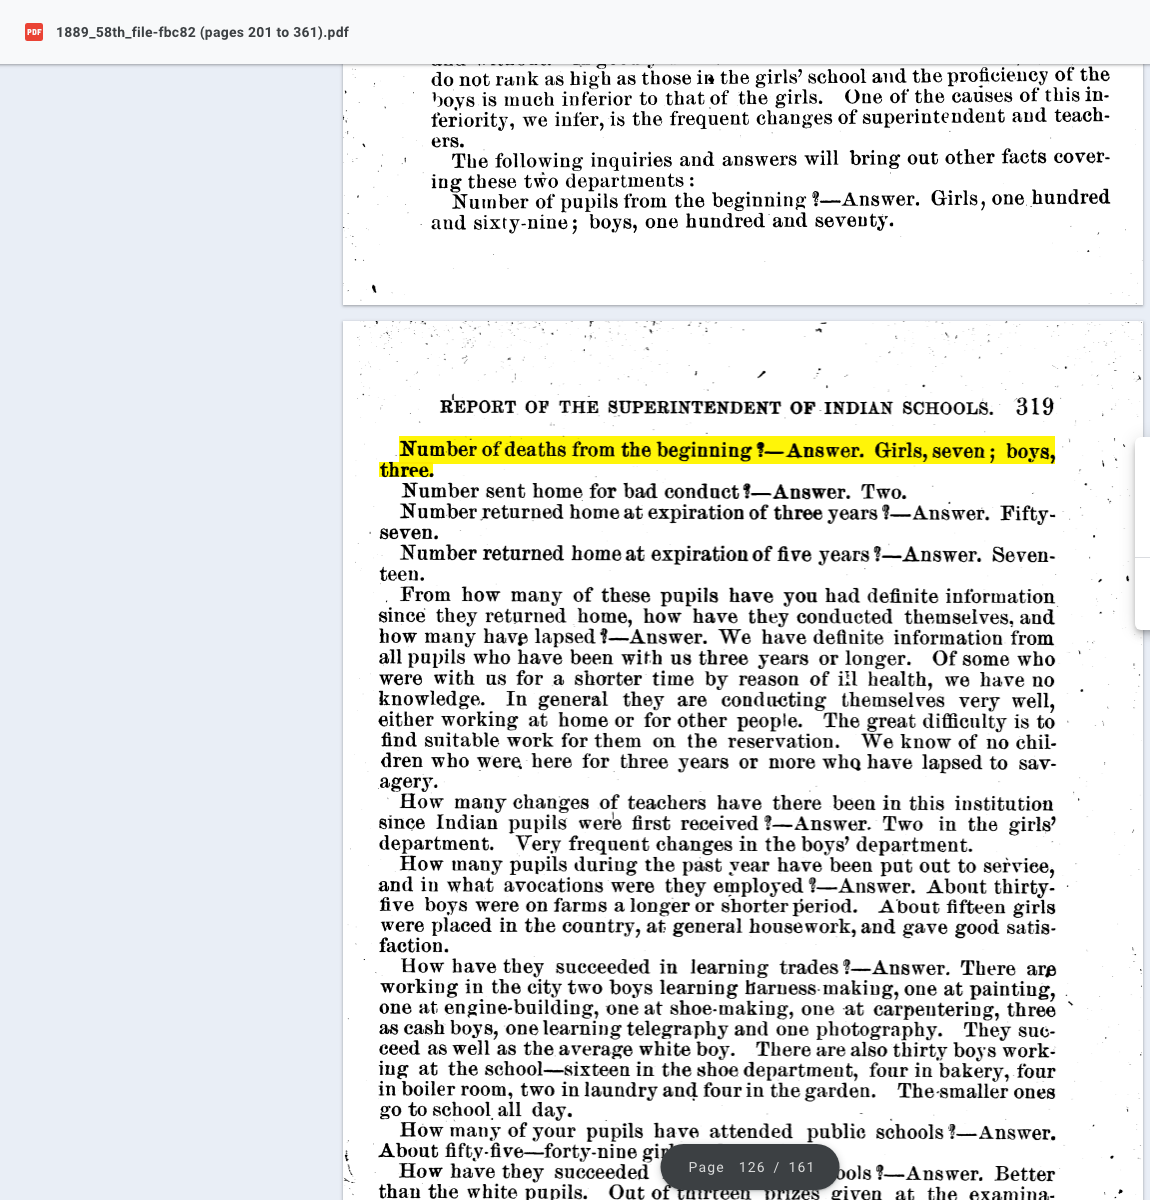 PDF 1889_58th_file-fbc82 (pages 201 to 361).pdf
do not rank as high as those in the girls' school and the proficiency of the
boys is much inferior to that of the girls. One of the causes of this in-
feriority, we infer, is the frequent changes of superintendent and teach-
ers.
The following inquiries and answers will bring out other facts cover-
ing these two departments:
Number of pupils from the beginning?—Answer. Girls, one hundred
and sixty-nine; boys, one hundred and seventy.
REPORT OF THE SUPERINTENDENT OF INDIAN SCHOOLS. 319
Number of deaths from the beginning?—Answer. Girls, seven; boys,
three.
Number sent home for bad conduct?—Answer. Two.
Number returned home at expiration of three years?—Answer. Fifty-
seven.
Number returned home at expiration of five years?—Answer. Seven-
teen.
From how many of these pupils have you had definite information
since they returned home, how have they conducted themselves, and
how many have lapsed?—Answer. We have definite information from
all pupils who have been with us three years or longer. Of some who
were with us for a shorter time by reason of ill health, we have no
knowledge. In general they are conducting themselves very well,
either working at home or for other people. The great difficulty is to
find suitable work for them on the reservation. We know of no chil-
dren who were here for three years or more who have lapsed to sav-
agery.
How many changes of teachers have there been in this institution
since Indian pupils were first received?—Answer. Two in the girls'
department. Very frequent changes in the boys' department.
How many pupils during the past year have been put out to service,
and in what avocations were they employed?—Answer. About thirty-
five boys were on farms a longer or shorter period. About fifteen girls
were placed in the country, at general housework, and gave good satis-
faction.
How have they succeeded in learning trades?—Answer. There are
working in the city two boys learning harness-making, one at painting,
one at engine-building, one at shoe-making, one at carpentering, three
as cash boys, one learning telegraphy and one photography. They suc-
ceed as well as the average white boy. There are also thirty boys work-
ing at the school—sixteen in the shoe department, four in bakery, four
in boiler room, two in laundry and four in the garden. The smaller ones
go to school all day.
How many of your pupils have attended public schools?—Answer.
About fifty-five—forty-nine gir
How have they succeeded ools?—Answer. Better
than the white pupils. Out of thirteen prizes given at the examina-
Page 126 / 161